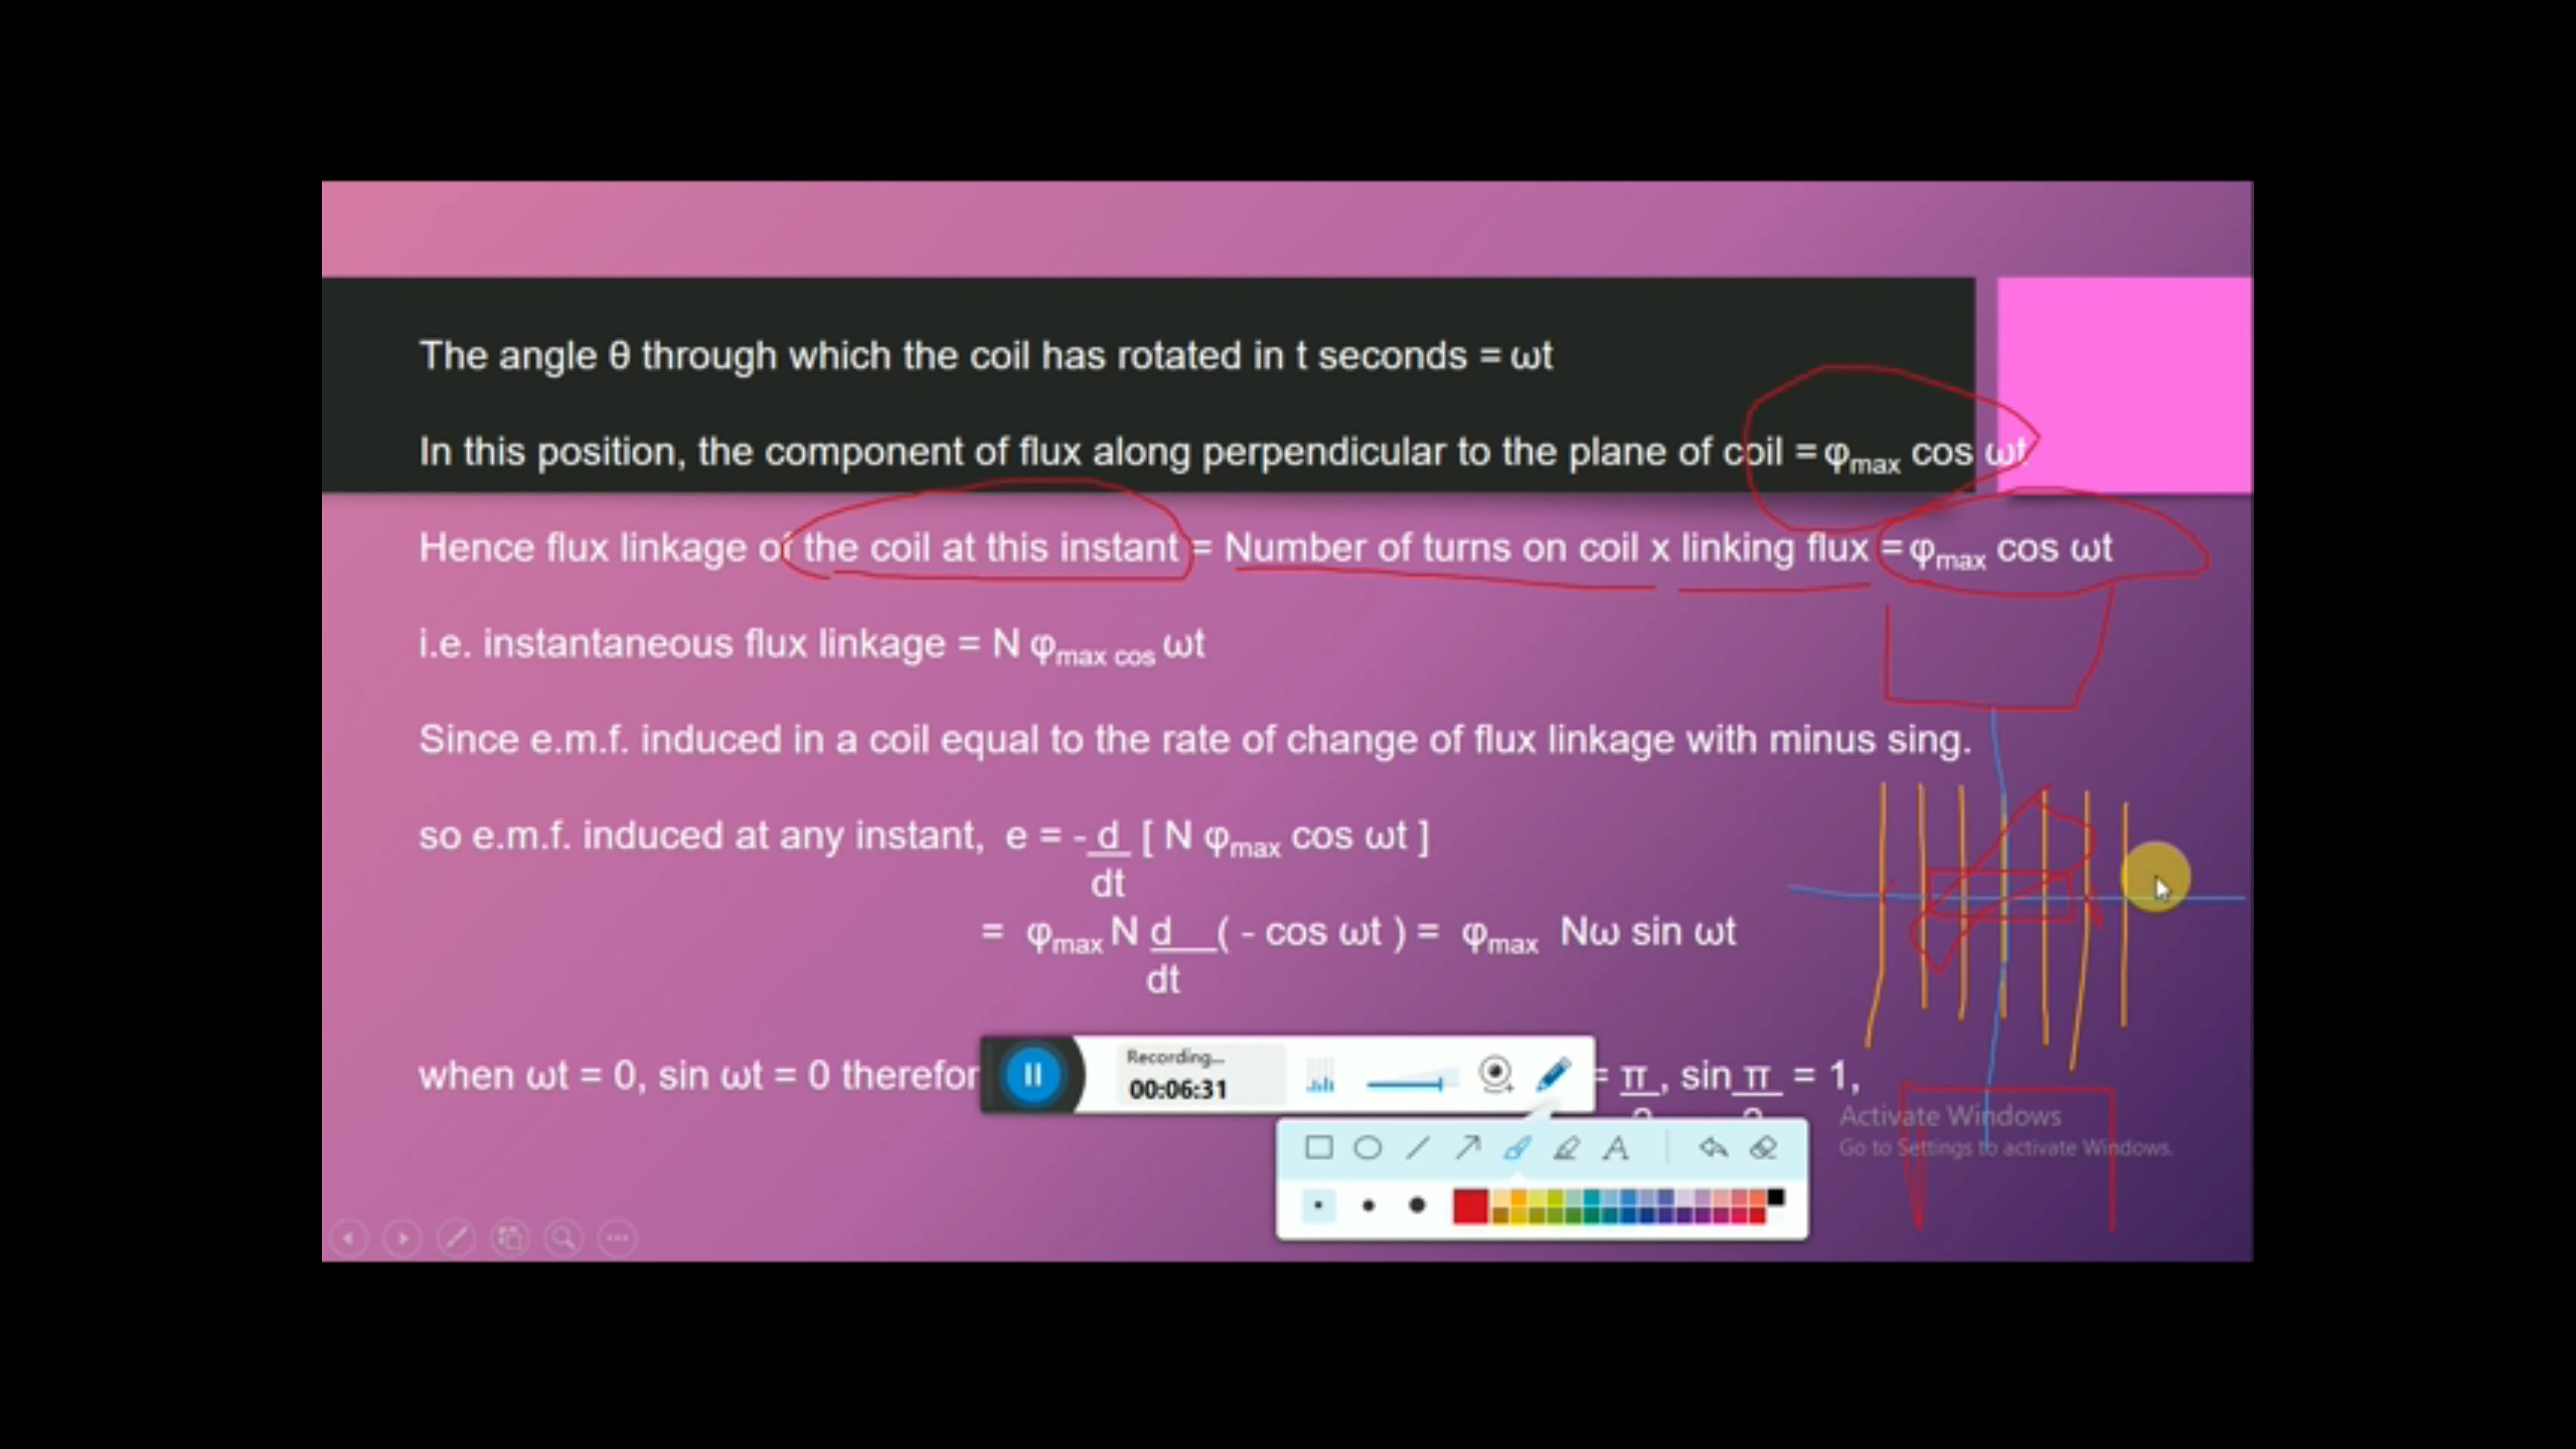 The angle θ through which the coil has rotated in t seconds = ωt
In this position, the component of flux along perpendicular to the plane of coil = φmax cos ωt
Hence flux linkage of the coil at this instant = Number of turns on coil x linking flux = φmax cos ωt
i.e. instantaneous flux linkage = N φmax cos ωt
Since e.m.f. induced in a coil equal to the rate of change of flux linkage with minus sing.
so e.m.f. induced at any instant, e = - d [ N φmax cos ωt ]
dt
= φmax N d ( - cos ωt ) = φmax Nω sin ωt
dt
when ωt = 0, sin ωt = 0 = π , sin π = 1,
Recording...
00:06:31
Activate Windows
Go to Settings to activate Windows.
A